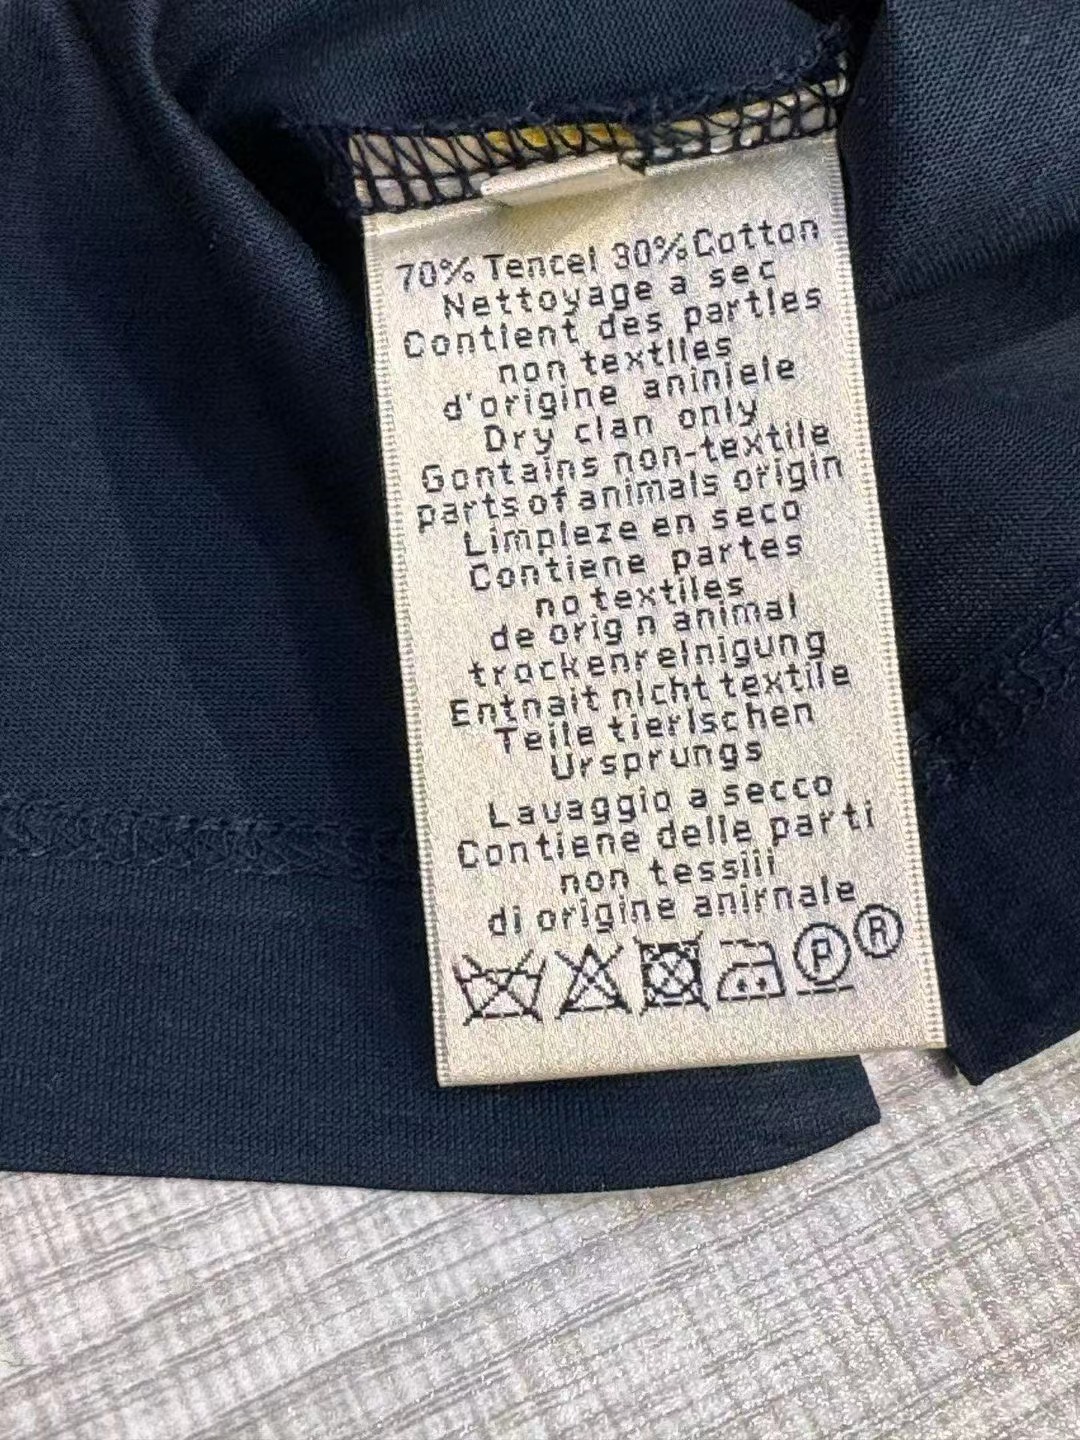 70% Tencel 30% Cotton
Nettoyage a sec
Contient des partles
non textlles
d'origine aniniele
Dry clan only
Gontains non-textile
parts of animals origin
Limpleze en seco
Contiene partes
no textiles
de orig n animal
trockenrelnigung
Entnait nlcht textile
Teile tierlschen
Ursprungs
Lavaggio a secco
Contiene delle parti
non tessiii
di origine anirnale
P R